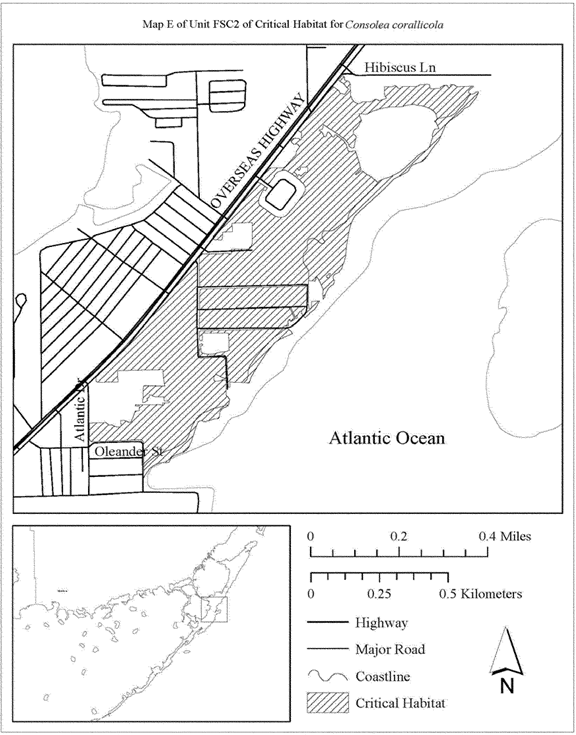 Map E of Unit FSC2 of Critical Habitat for Consolea corallicola
Hibiscus Ln
OVERSEAS HIGHWAY
Atlantic Dr
Oleander St
Atlantic Ocean
0 0.2 0.4 Miles
0 0.25 0.5 Kilometers
Highway
Major Road
Coastline
Critical Habitat
N